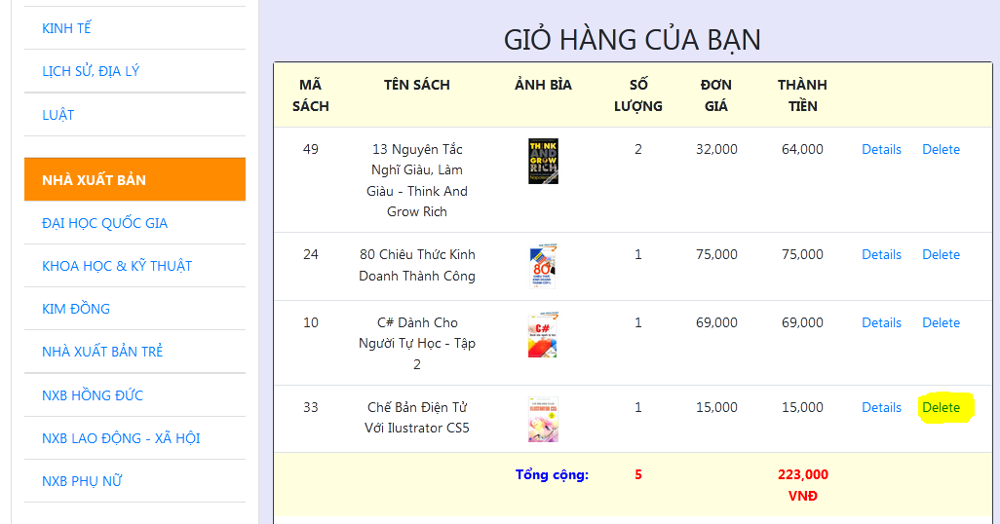 KINH TẾ
LỊCH SỬ, ĐỊA LÝ
LUẬT
NHÀ XUẤT BẢN
ĐẠI HỌC QUỐC GIA
KHOA HỌC & KỸ THUẬT
KIM ĐỒNG
NHÀ XUẤT BẢN TRẺ
NXB HỒNG ĐỨC
NXB LAO ĐỘNG - XÃ HỘI
NXB PHỤ NỮ
GIỎ HÀNG CỦA BẠN
MÃ SÁCH TÊN SÁCH ẢNH BÌA SỐ LƯỢNG ĐƠN GIÁ THÀNH TIỀN
49 13 Nguyên Tắc Nghĩ Giàu, Làm Giàu - Think And Grow Rich THINK AND GROW RICH 2 32,000 64,000 Details Delete
24 80 Chiêu Thức Kinh Doanh Thành Công 80 1 75,000 75,000 Details Delete
10 C# Dành Cho Người Tự Học - Tập 2 C# 1 69,000 69,000 Details Delete
33 Chế Bản Điện Tử Với Ilustrator CS5 1 15,000 15,000 Details Delete
Tổng cộng: 5 223,000 VNĐ